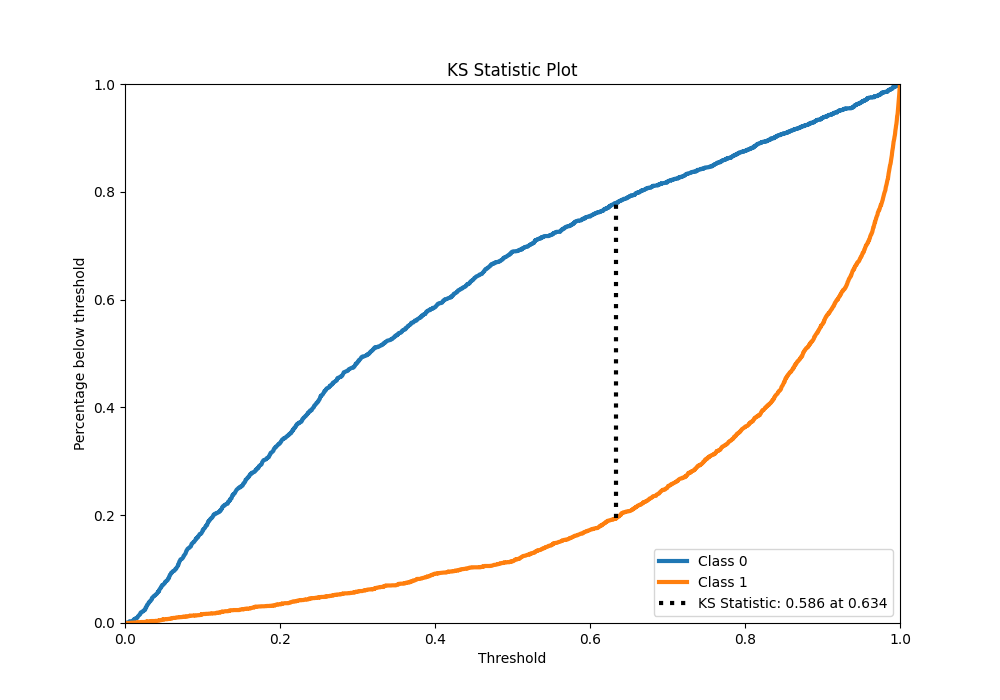 KS Statistic Plot
Percentage below threshold
1.0
0.8
0.6
0.4
0.2
0.0
0.0 0.2 0.4 0.6 0.8 1.0
Threshold
Class 0
Class 1
KS Statistic: 0.586 at 0.634